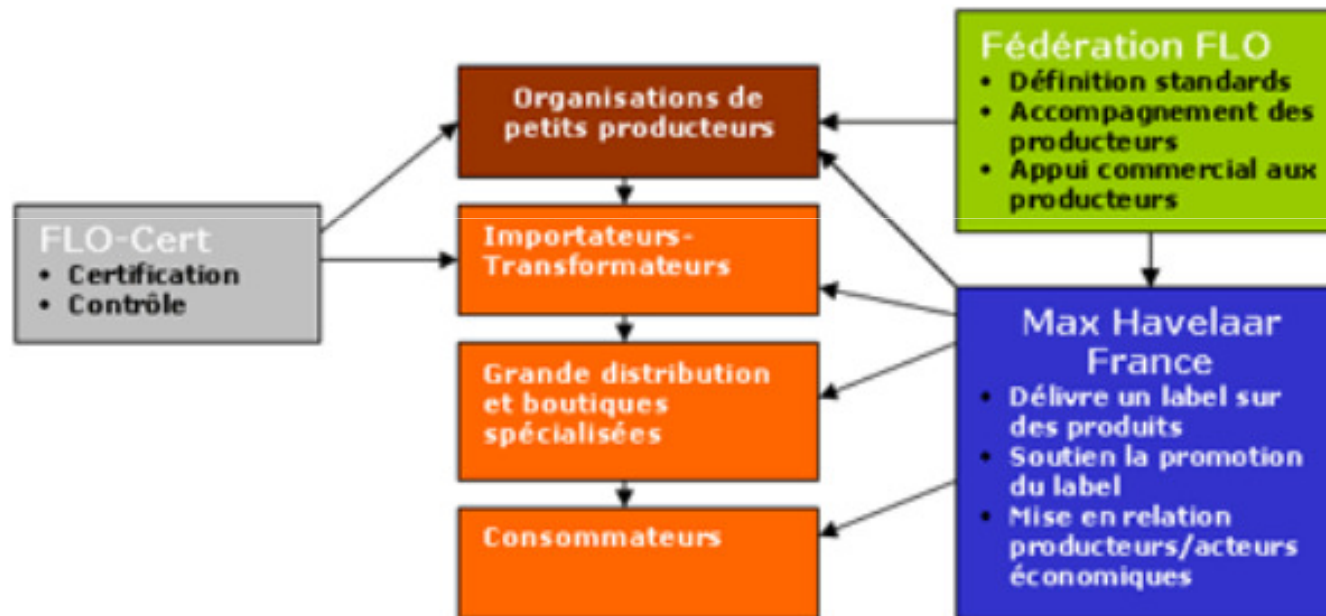 Fédération FLO
• Définition standards
• Accompagnement des
producteurs
• Appui commercial aux
producteurs
Organisations de
petits producteurs
FLO-Cert
• Certification
• Contrôle
Importateurs-
Transformateurs
Max Havelaar
France
• Délivre un label sur
des produits
• Soutien la promotion
du label
• Mise en relation
producteurs/acteurs
économiques
Grande distribution
et boutiques
spécialisées
Consommateurs